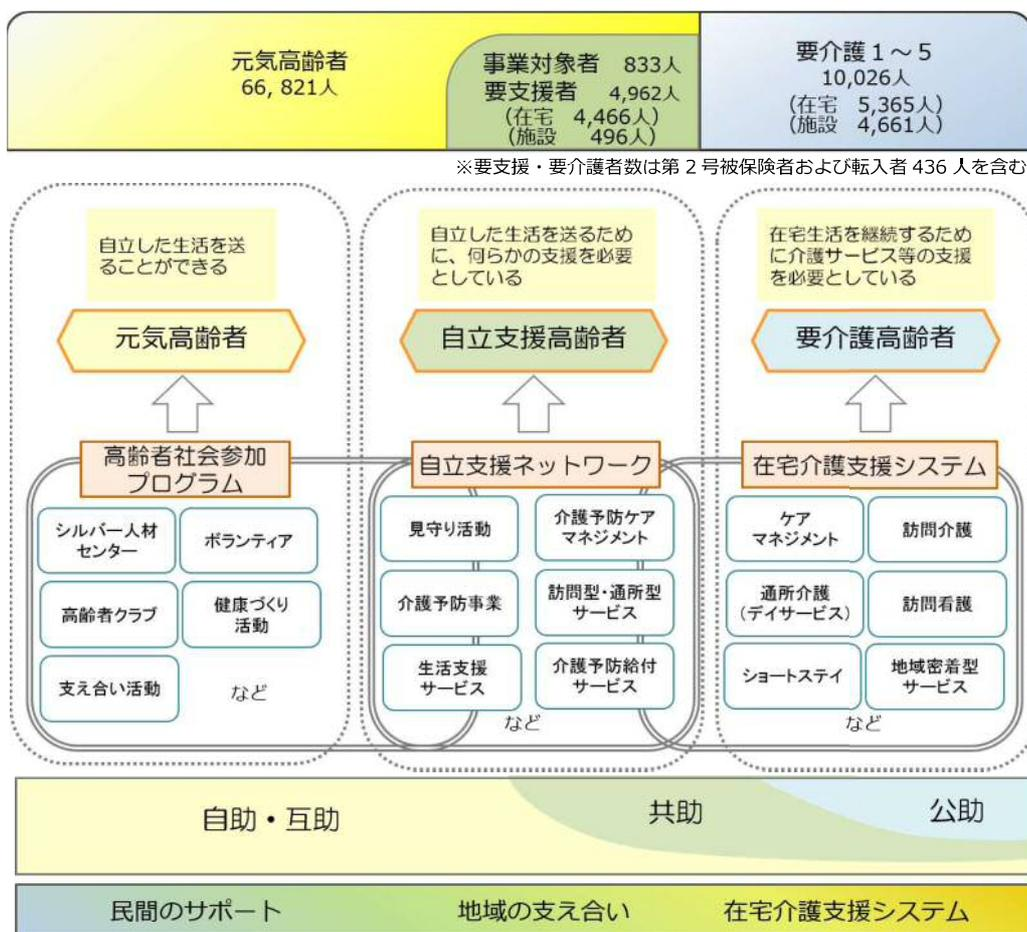 元気高齢者
66,821人
事業対象者 833人
要支援者 4,962人
(在宅 4,466人)
(施設 496人)
要介護1～5
10,026人
(在宅 5,365人)
(施設 4,661人)
※要支援・要介護者数は第2号被保険者および転入者436人を含む
自立した生活を送
ることができる
元気高齢者
高齢者社会参加
プログラム
シルバー人材
センター
ボランティア
高齢者クラブ
健康づくり
活動
支え合い活動
など
自立した生活を送るため
に、何らかの支援を必要
としている
自立支援高齢者
自立支援ネットワーク
見守り活動
介護予防ケア
マネジメント
介護予防事業
訪問型・通所型
サービス
生活支援
サービス
介護予防給付
サービス
など
在宅生活を継続するため
に介護サービス等の支援
を必要としている
要介護高齢者
在宅介護支援システム
ケア
マネジメント
訪問介護
通所介護
(デイサービス)
訪問看護
ショートステイ
地域密着型
サービス
など
自助・互助
共助
公助
民間のサポート
地域の支え合い
在宅介護支援システム